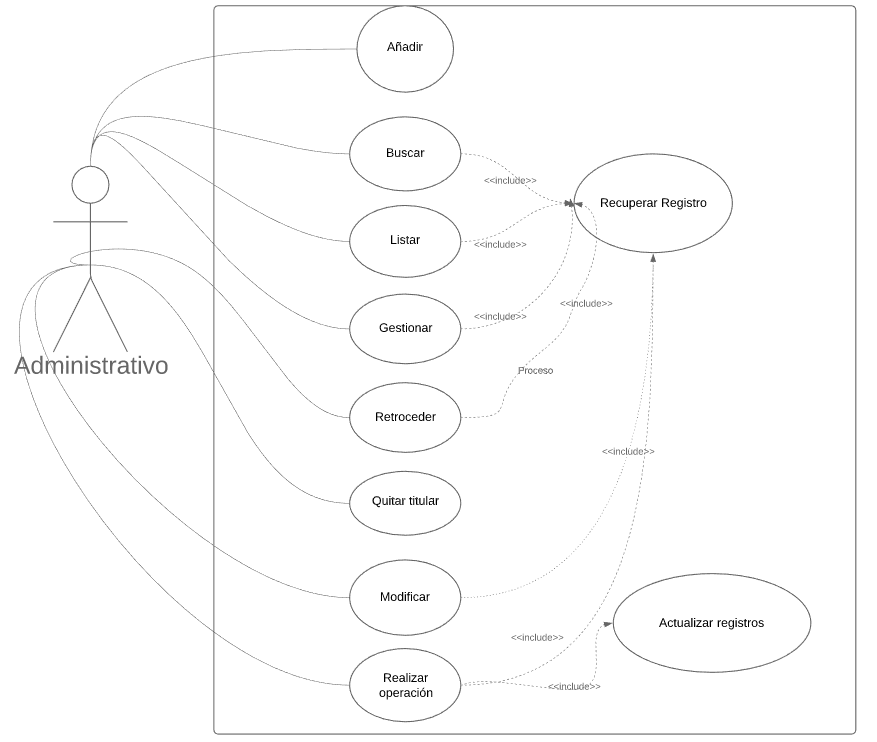 Añadir
Buscar
<<include>>
Recuperar Registro
Listar
<<include>>
Gestionar
<<include>>
<<include>>
Administrativo
Proceso
Retroceder
<<include>>
Quitar titular
Modificar
Actualizar registros
<<include>>
Realizar
operación
<<include>>